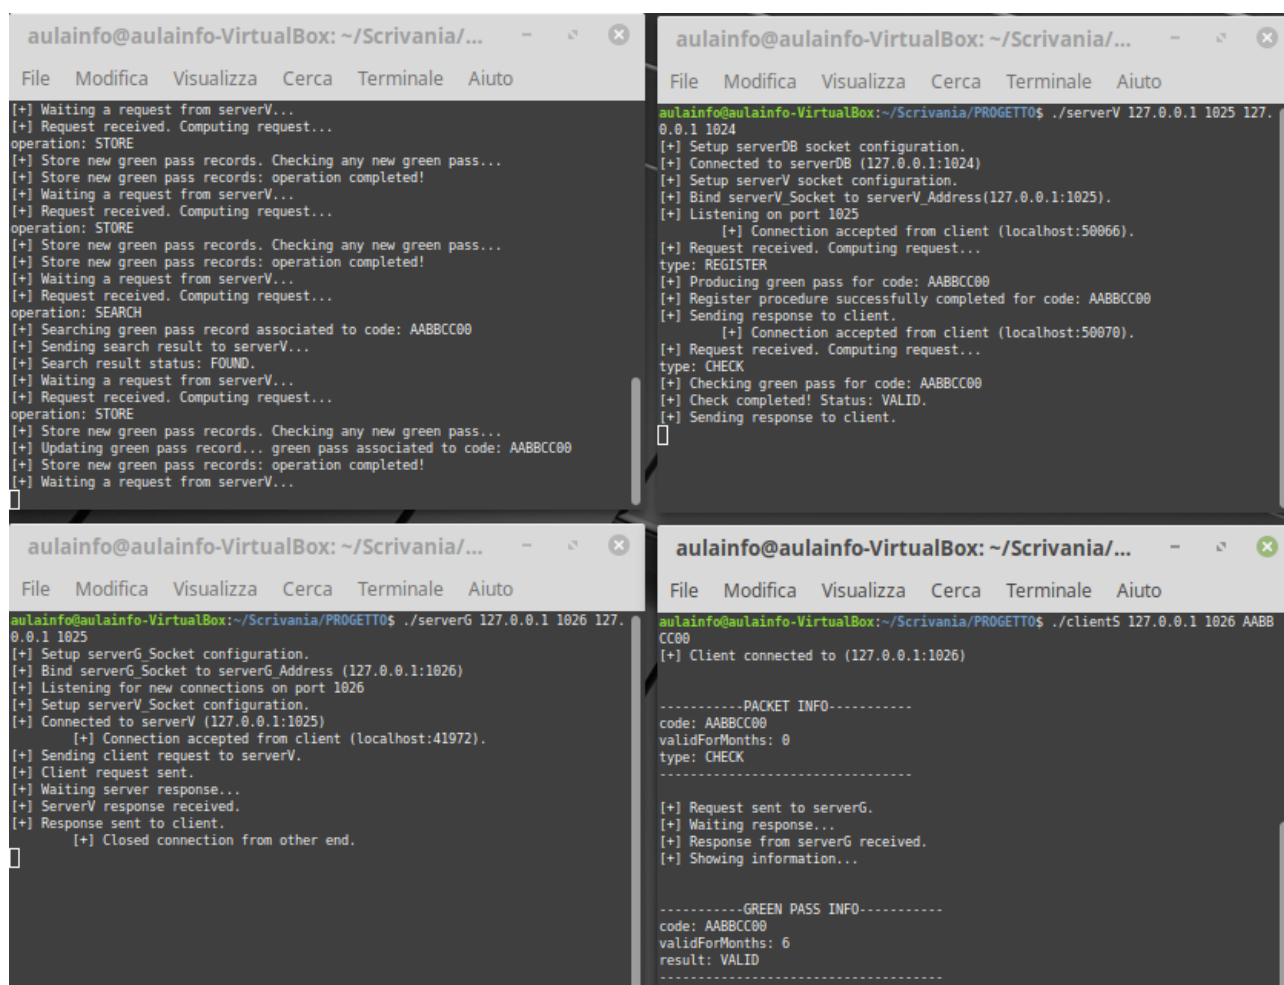 aulainfo@aulainfo-VirtualBox: ~/Scrivania/...
File Modifica Visualizza Cerca Terminale Aiuto
[+] Waiting a request from serverV...
[+] Request received. Computing request...
operation: STORE
[+] Store new green pass records. Checking any new green pass...
[+] Store new green pass records: operation completed!
[+] Waiting a request from serverV...
[+] Request received. Computing request...
operation: STORE
[+] Store new green pass records. Checking any new green pass...
[+] Store new green pass records: operation completed!
[+] Waiting a request from serverV...
[+] Request received. Computing request...
operation: SEARCH
[+] Searching green pass record associated to code: AABBCC00
[+] Sending search result to serverV...
[+] Search result status: FOUND.
[+] Waiting a request from serverV...
[+] Request received. Computing request...
operation: STORE
[+] Store new green pass records. Checking any new green pass...
[+] Updating green pass record... green pass associated to code: AABBCC00
[+] Store new green pass records: operation completed!
[+] Waiting a request from serverV...
aulainfo@aulainfo-VirtualBox: ~/Scrivania/...
File Modifica Visualizza Cerca Terminale Aiuto
aulainfo@aulainfo-VirtualBox:~/Scrivania/PROGETTO$ ./serverV 127.0.0.1 1025 127.
0.0.1 1024
[+] Setup serverDB socket configuration.
[+] Connected to serverDB (127.0.0.1:1024)
[+] Setup serverV socket configuration.
[+] Bind serverV_Socket to serverV_Address(127.0.0.1:1025).
[+] Listening on port 1025
[+] Connection accepted from client (localhost:50066).
[+] Request received. Computing request...
type: REGISTER
[+] Producing green pass for code: AABBCC00
[+] Register procedure successfully completed for code: AABBCC00
[+] Sending response to client.
[+] Connection accepted from client (localhost:50070).
[+] Request received. Computing request...
type: CHECK
[+] Checking green pass for code: AABBCC00
[+] Check completed! Status: VALID.
[+] Sending response to client.
aulainfo@aulainfo-VirtualBox: ~/Scrivania/...
File Modifica Visualizza Cerca Terminale Aiuto
aulainfo@aulainfo-VirtualBox:~/Scrivania/PROGETTO$ ./serverG 127.0.0.1 1026 127.
0.0.1 1025
[+] Setup serverG_Socket configuration.
[+] Bind serverG_Socket to serverG_Address (127.0.0.1:1026)
[+] Listening for new connections on port 1026
[+] Setup serverV_Socket configuration.
[+] Connected to serverV (127.0.0.1:1025)
[+] Connection accepted from client (localhost:41972).
[+] Sending client request to serverV.
[+] Client request sent.
[+] Waiting server response...
[+] ServerV response received.
[+] Response sent to client.
[+] Closed connection from other end.
aulainfo@aulainfo-VirtualBox: ~/Scrivania/...
File Modifica Visualizza Cerca Terminale Aiuto
aulainfo@aulainfo-VirtualBox:~/Scrivania/PROGETTO$ ./clientS 127.0.0.1 1026 AABB
CC00
[+] Client connected to (127.0.0.1:1026)
-----------PACKET INFO-----------
code: AABBCC00
validForMonths: 0
type: CHECK
---------------------------------
[+] Request sent to serverG.
[+] Waiting response...
[+] Response from serverG received.
[+] Showing information...
-----------GREEN PASS INFO-----------
code: AABBCC00
validForMonths: 6
result: VALID
-------------------------------------